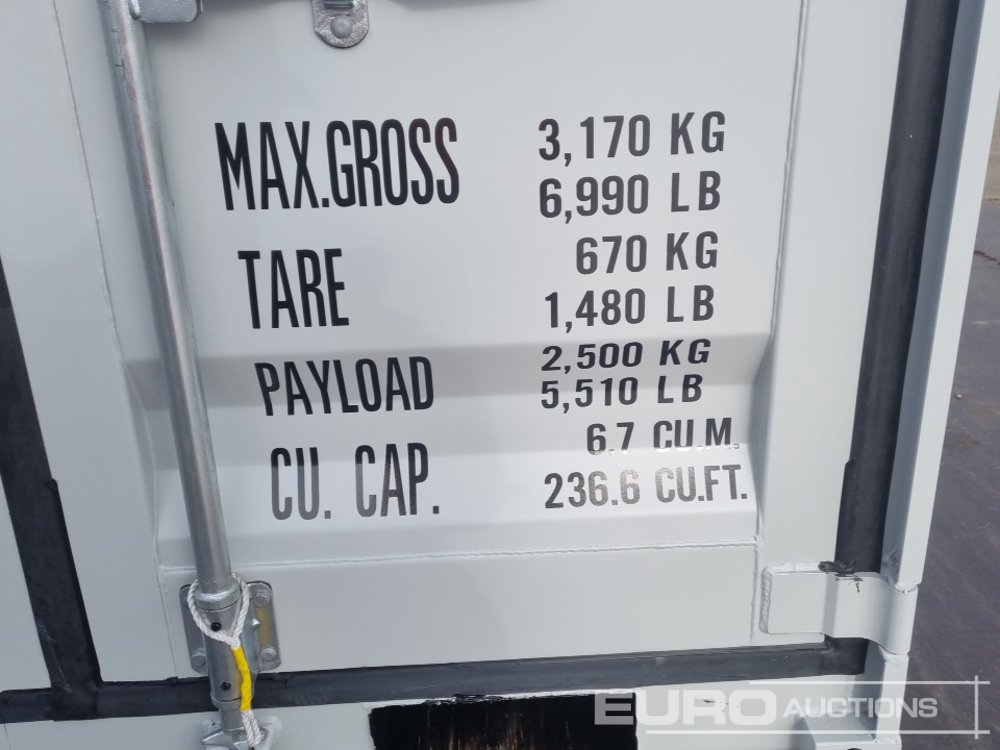 MAX.GROSS 3,170 KG
6,990 LB
TARE 670 KG
1,480 LB
PAYLOAD 2,500 KG
5,510 LB
CU. CAP. 6.7 CU.M.
236.6 CU.FT.
EURO AUCTIONS